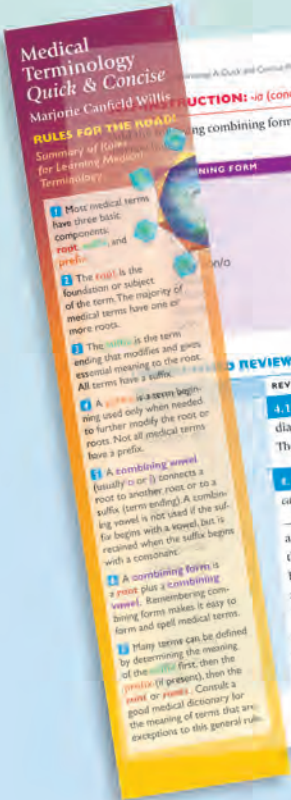 Medical
Terminology
Quick & Concise
Marjorie Canfield Willis
RULES FOR THE ROAD!
Summary of Rules
for Learning Medical
Terminology
1 Most medical terms
have three basic
components:
root, suffix, and
prefix.
2 The root is the
foundation or subject
of the term. The majority of
medical terms have one or
more roots.
3 The suffix is the term
ending that modifies and gives
essential meaning to the root.
All terms have a suffix.
4 A prefix is a term begin-
ning used only when needed
to further modify the root or
roots. Not all medical terms
have a prefix.
5 A combining vowel
(usually o or i) connects a
root to another root or to a
suffix (term ending). A combin-
ing vowel is not used if the suf-
fix begins with a vowel, but is
retained when the suffix begins
with a consonant.
6 A combining form is
a root plus a combining
vowel. Remembering com-
bining forms makes it easy to
form and spell medical terms.
7 Many terms can be defined
by determining the meaning
of the suffix first, then the
prefix (if present), then the
root or roots. Consult a
good medical dictionary for
the meaning of terms that are
exceptions to this general rule.
STRUCTION: -ia (cond
ng combining form
NING FORM
on/o
REVIEW
REV
4.1
dia
Th